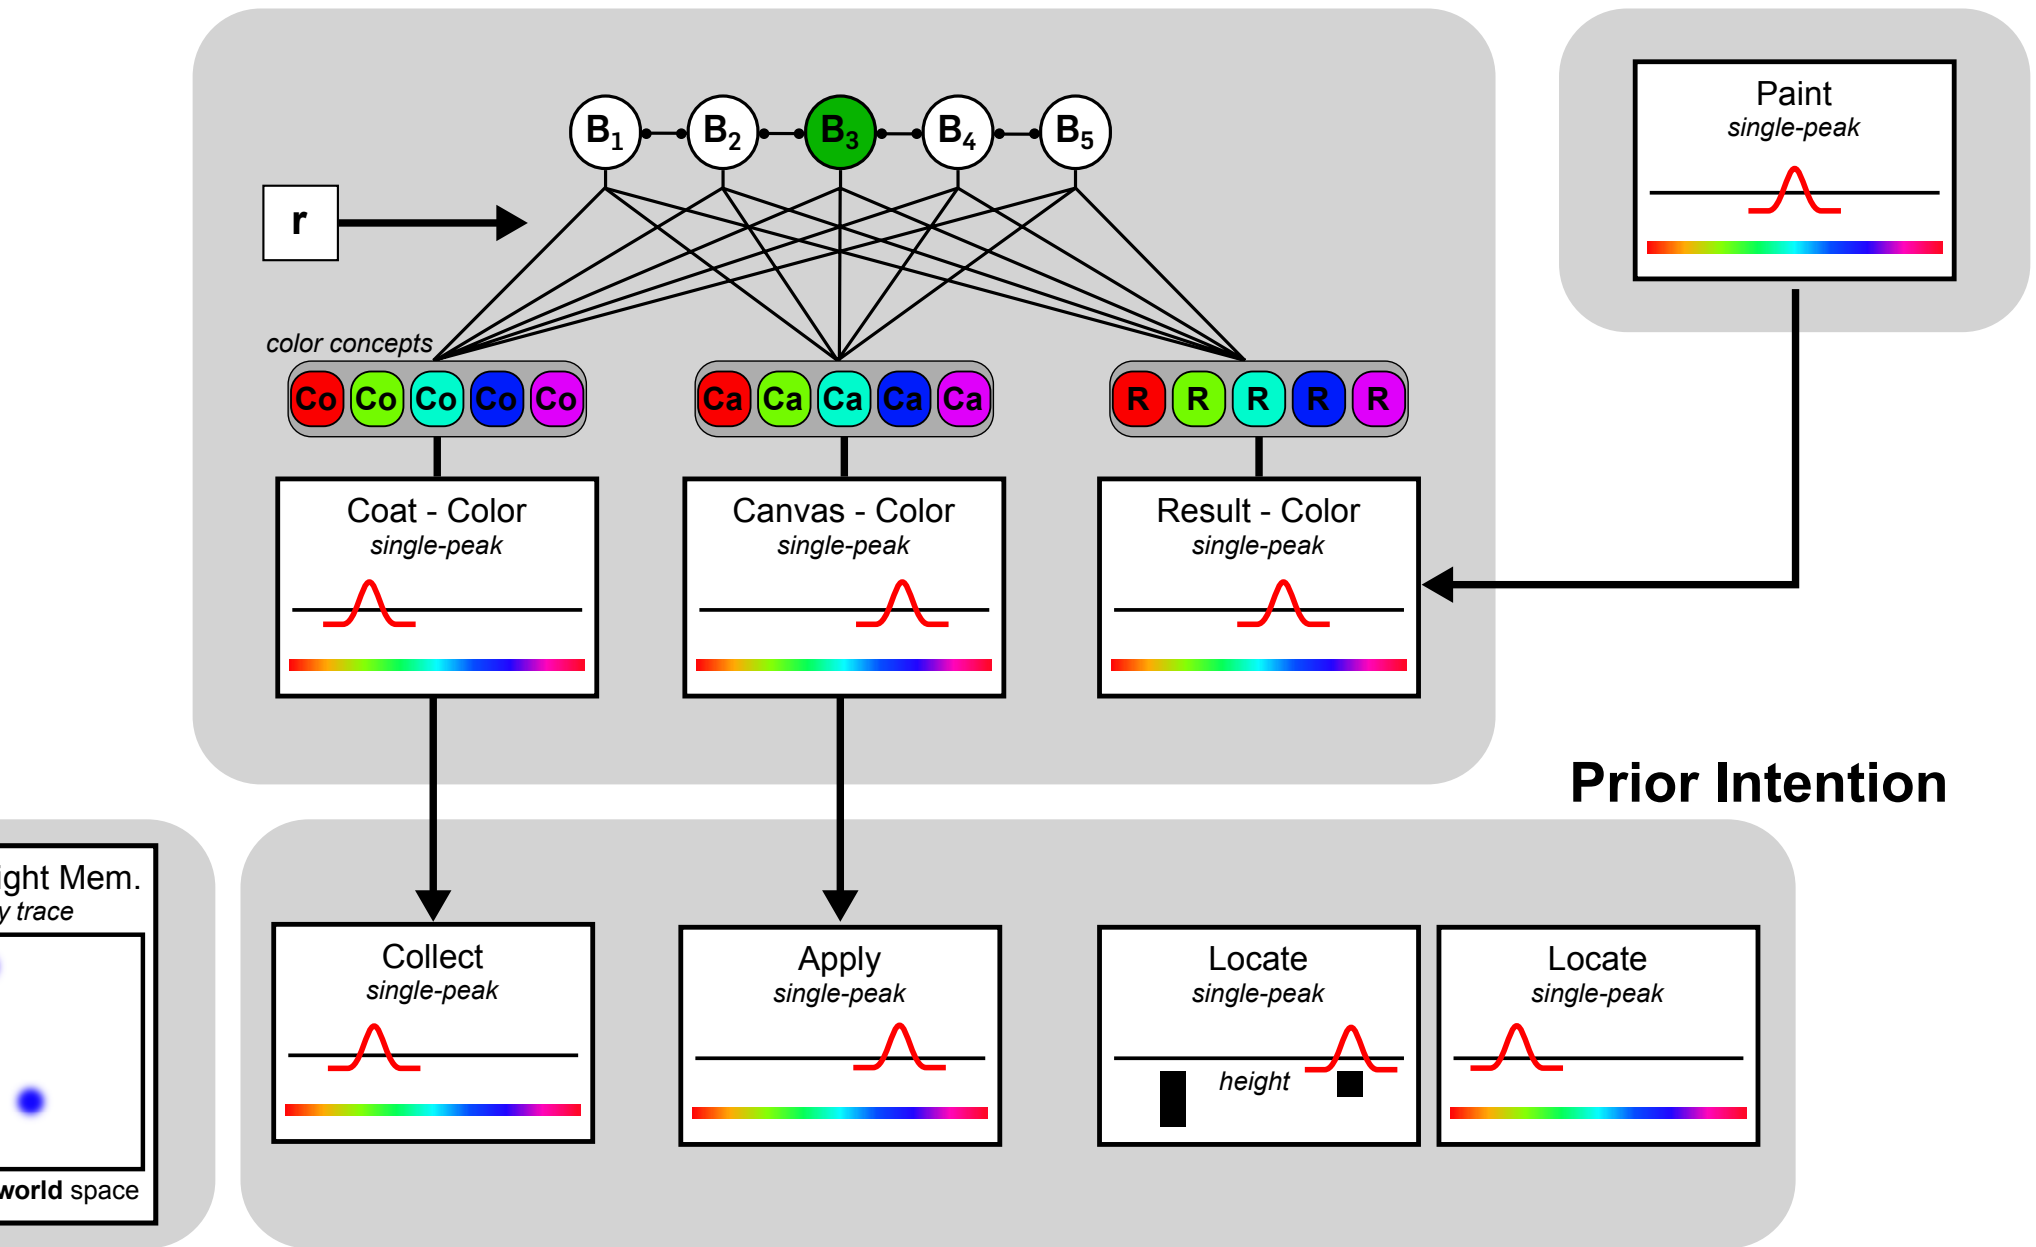 B1 B2 B3 B4 B5
Paint
single-peak
r
color concepts
Co Co Co Co Co
Ca Ca Ca Ca Ca
R R R R R
Coat - Color
single-peak
Canvas - Color
single-peak
Result - Color
single-peak
Prior Intention
ight Mem.
y trace
world space
Collect
single-peak
Apply
single-peak
Locate
single-peak
height
Locate
single-peak